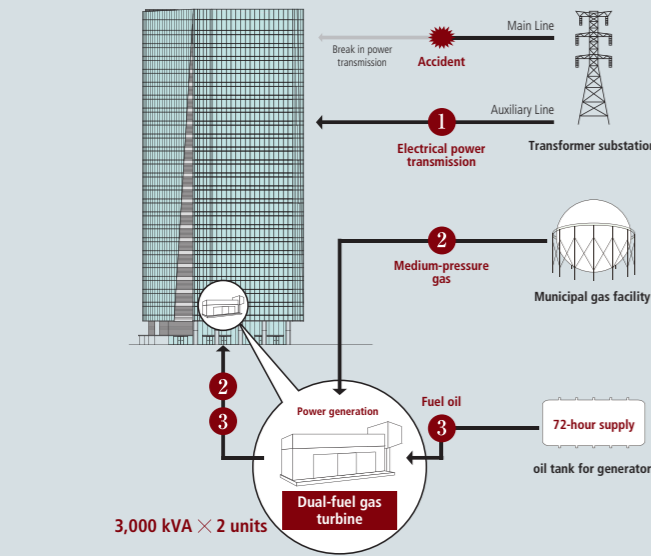 Main Line
Break in power
transmission
Accident
Auxiliary Line
1
Electrical power
transmission
Transformer substation
2
Medium-pressure
gas
Municipal gas facility
2
3
Power generation
Fuel oil
3
72-hour supply
oil tank for generator
Dual-fuel gas
turbine
3,000 kVA × 2 units